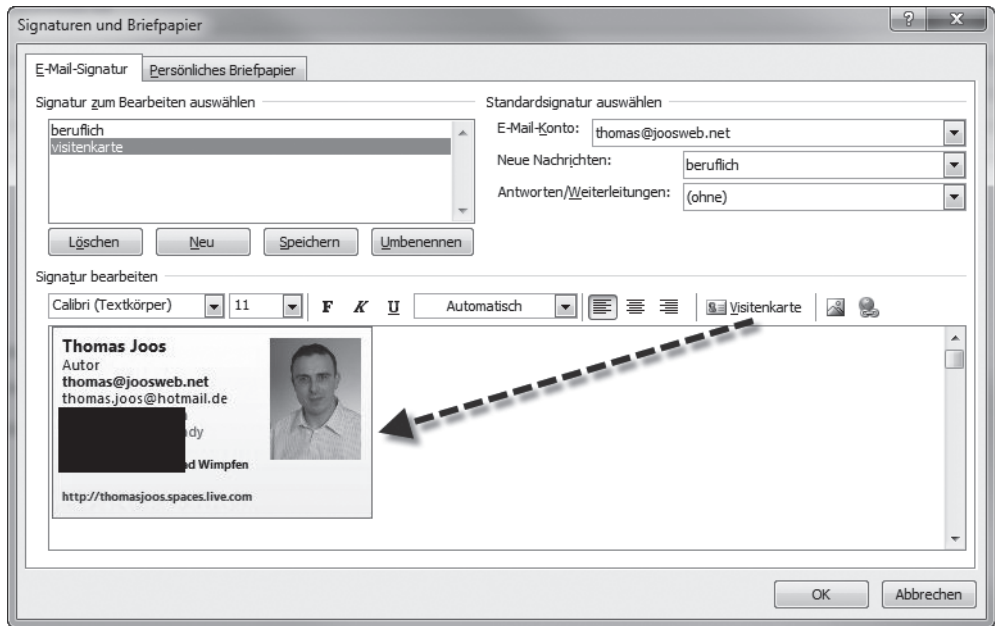 Signaturen und Briefpapier
E-Mail-Signatur
Persönliches Briefpapier
Signatur zum Bearbeiten auswählen
beruflich
visitenkarte
Löschen
Neu
Speichern
Umbenennen
Standardsignatur auswählen
E-Mail-Konto: thomas@joosweb.net
Neue Nachrichten: beruflich
Antworten/Weiterleitungen: (ohne)
Signatur bearbeiten
Calibri (Textkörper) 11 F K U Automatisch Visitenkarte
Thomas Joos
Autor
thomas@joosweb.net
thomas.joos@hotmail.de
dy
d Wimpfen
http://thomasjoos.spaces.live.com
OK
Abbrechen